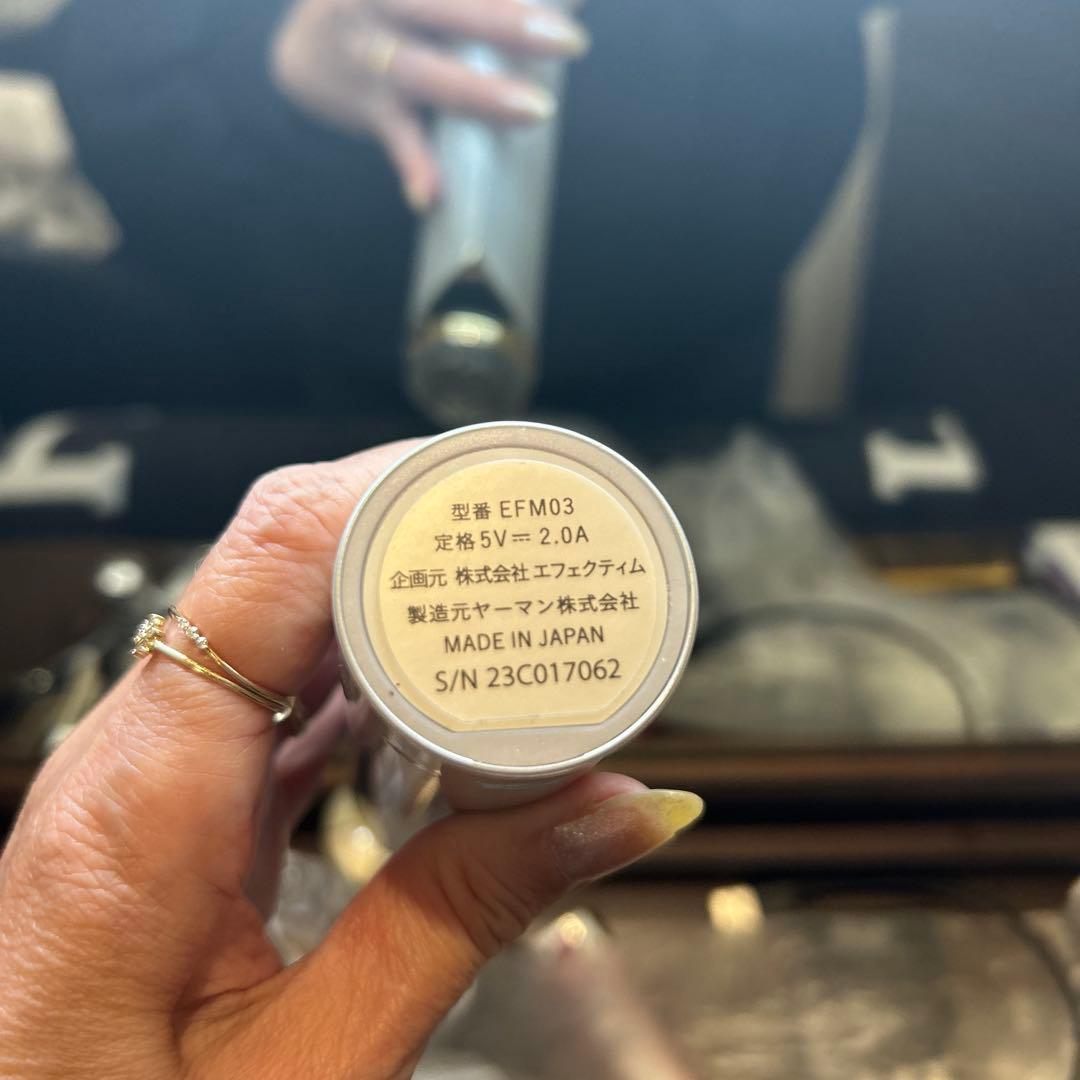 型番 EFM03
定格 5V⎓ 2.0A
企画元 株式会社エフェクティム
製造元ヤーマン株式会社
MADE IN JAPAN
S/N 23C017062